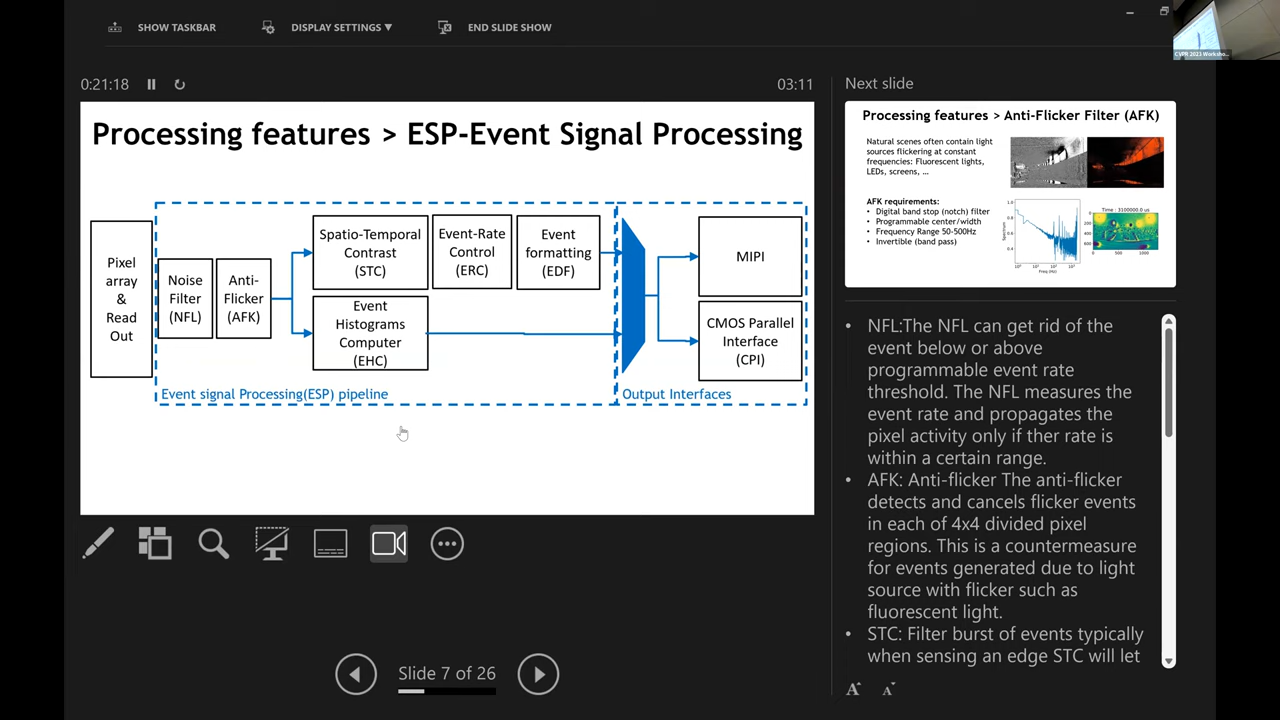 SHOW TASKBAR
DISPLAY SETTINGS ▼
END SLIDE SHOW
CVPR 2023 Worksho...
0:21:18
03:11
Processing features > ESP-Event Signal Processing
Pixel
array
&
Read
Out
Noise
Filter
(NFL)
Anti-
Flicker
(AFK)
Spatio-Temporal
Contrast
(STC)
Event-Rate
Control
(ERC)
Event
formatting
(EDF)
Event
Histograms
Computer
(EHC)
MIPI
CMOS Parallel
Interface
(CPI)
Event signal Processing(ESP) pipeline
Output Interfaces
Slide 7 of 26
Next slide
Processing features > Anti-Flicker Filter (AFK)
Natural scenes often contain light
sources flickering at constant
frequencies: Fluorescent lights,
LEDs, screens, …
AFK requirements:
• Digital band stop (notch) filter
• Programmable center/width
• Frequency Range 50-500Hz
• Invertible (band pass)
Time : 3100000.0 us
• NFL:The NFL can get rid of the
event below or above
programmable event rate
threshold. The NFL measures the
event rate and propagates the
pixel activity only if ther rate is
within a certain range.
• AFK: Anti-flicker The anti-flicker
detects and cancels flicker events
in each of 4x4 divided pixel
regions. This is a countermeasure
for events generated due to light
source with flicker such as
fluorescent light.
• STC: Filter burst of events typically
when sensing an edge STC will let
A A